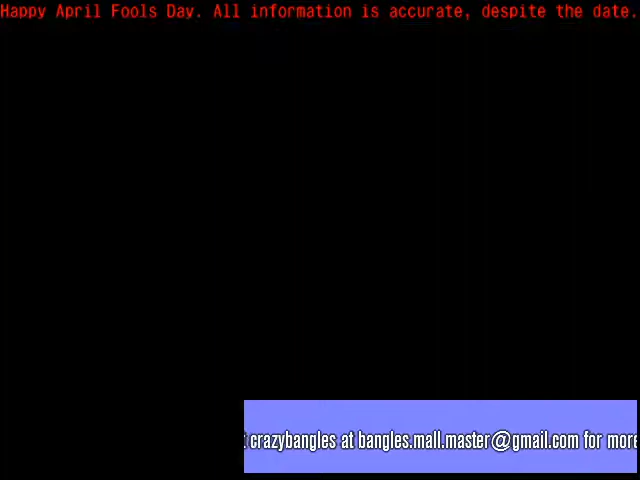 Happy April Fools Day. All information is accurate, despite the date.
crazybangles at bangles.mall.master@gmail.com for more